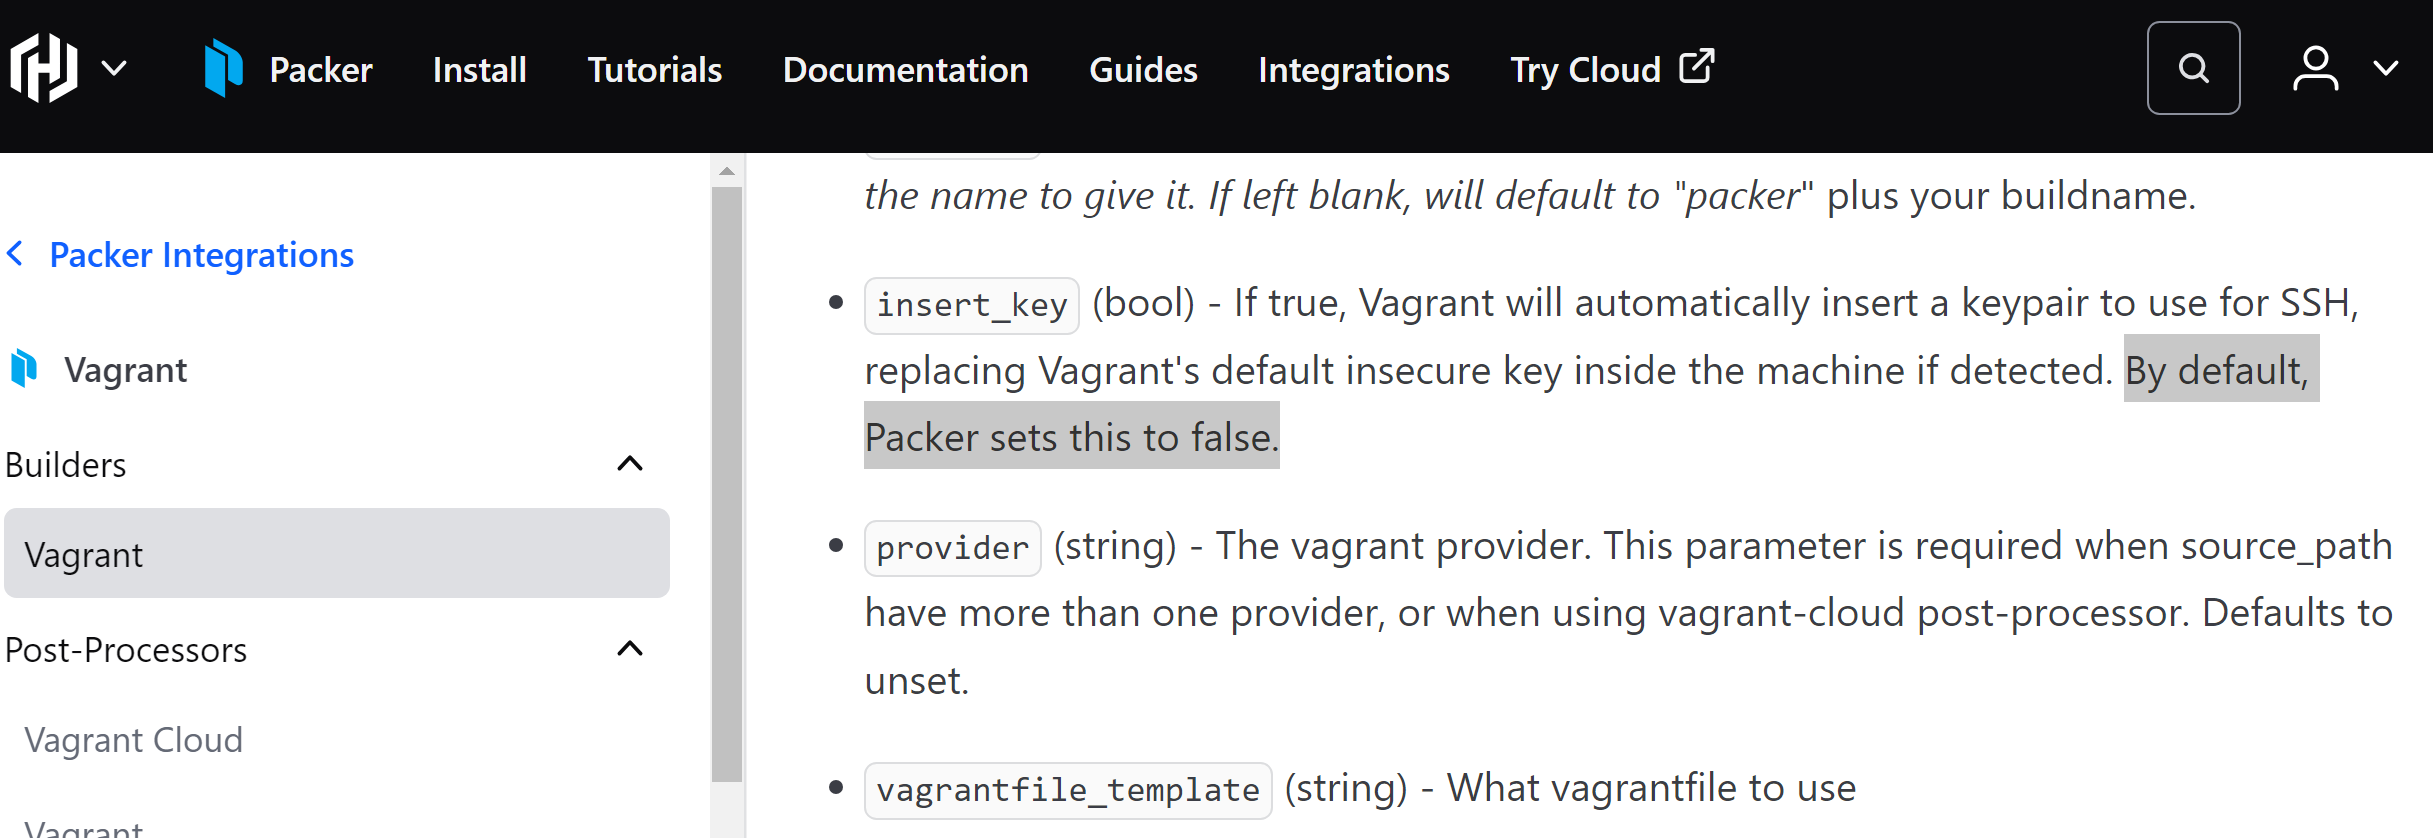 Packer Install Tutorials Documentation Guides Integrations Try Cloud
Packer Integrations
Vagrant
Builders
Vagrant
Post-Processors
Vagrant Cloud
Vagrant
the name to give it. If left blank, will default to "packer" plus your buildname.
insert_key (bool) - If true, Vagrant will automatically insert a keypair to use for SSH,
replacing Vagrant's default insecure key inside the machine if detected. By default,
Packer sets this to false.
provider (string) - The vagrant provider. This parameter is required when source_path
have more than one provider, or when using vagrant-cloud post-processor. Defaults to
unset.
vagrantfile_template (string) - What vagrantfile to use